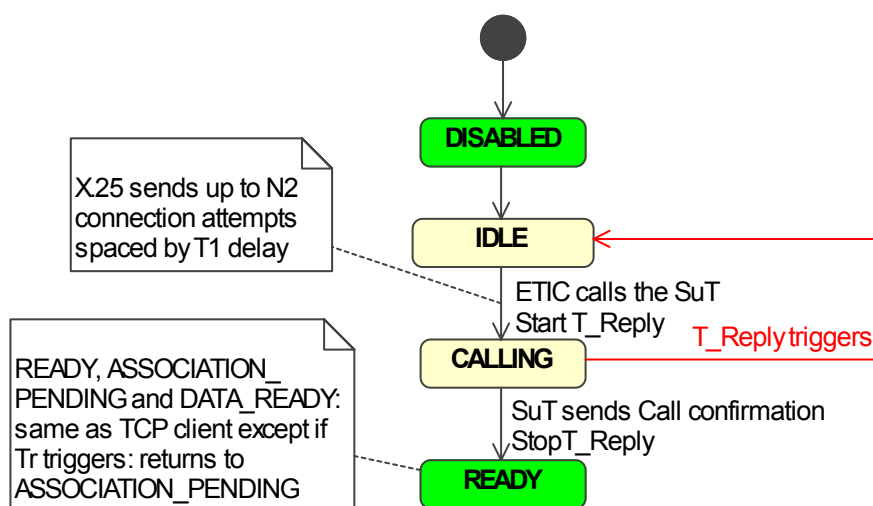 DISABLED
X.25 sends up to N2
connection attempts
spaced by T1 delay
IDLE
ETIC calls the SuT
Start T_Reply
T_Reply triggers
CALLING
READY, ASSOCIATION_
PENDING and DATA_READY:
same as TCP client except if
Tr triggers: returns to
ASSOCIATION_PENDING
SuT sends Call confirmation
StopT_Reply
READY